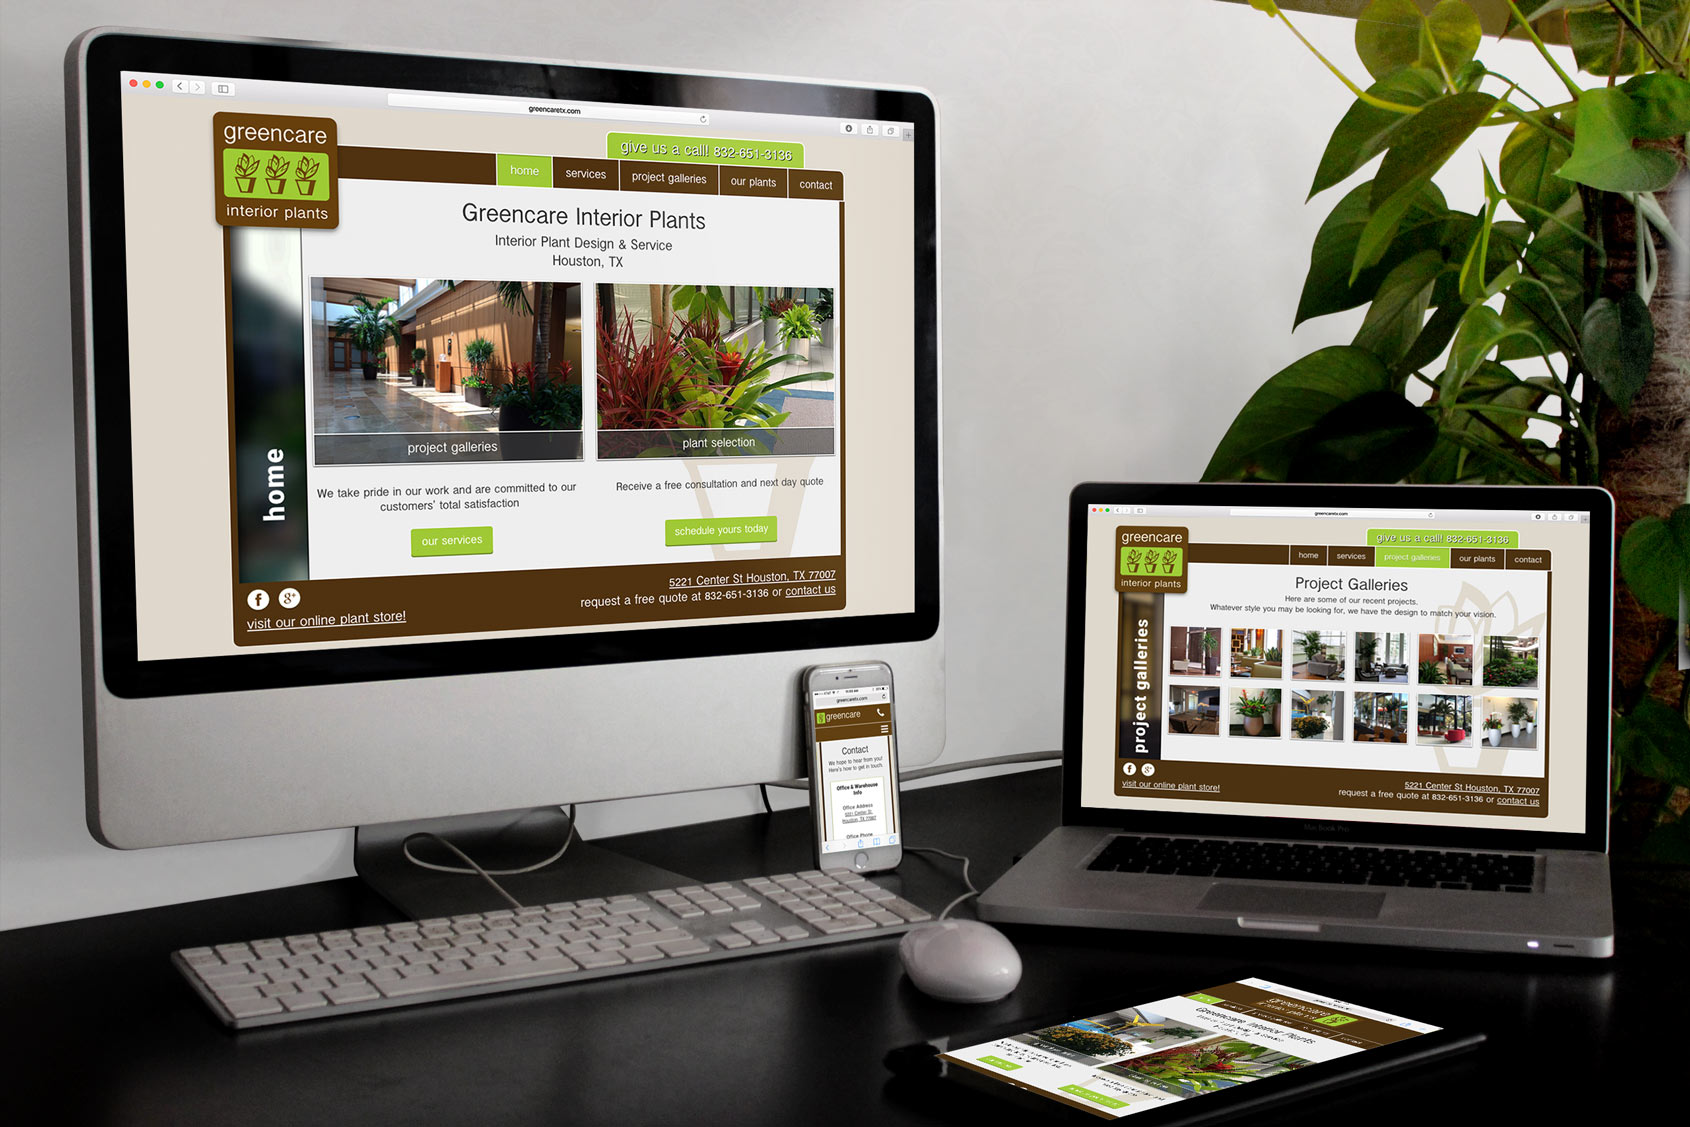 greencaretx.com
greencare
interior plants
give us a call! 832-651-3136
home
services
project galleries
our plants
contact
Greencare Interior Plants
Interior Plant Design & Service
Houston, TX
project galleries
plant selection
home
We take pride in our work and are committed to our
customers' total satisfaction
Receive a free consultation and next day quote
our services
schedule yours today
5221 Center St Houston, TX 77007
request a free quote at 832-651-3136 or contact us
visit our online plant store!
greencaretx.com
greencare
Contact
We hope to hear from you!
Here's how to get in touch.
Office & Warehouse
Info
Office Address
5221 Center St.
Houston, TX 77007
Office Phone
greencaretx.com
greencare
interior plants
give us a call! 832-651-3136
home
services
project galleries
our plants
contact
Project Galleries
Here are some of our recent projects.
Whatever style you may be looking for, we have the design to match your vision.
project galleries
5221 Center St Houston, TX 77007
request a free quote at 832-651-3136 or contact us
visit our online plant store!
MacBook Pro
greencare
Greencare Interior Plants